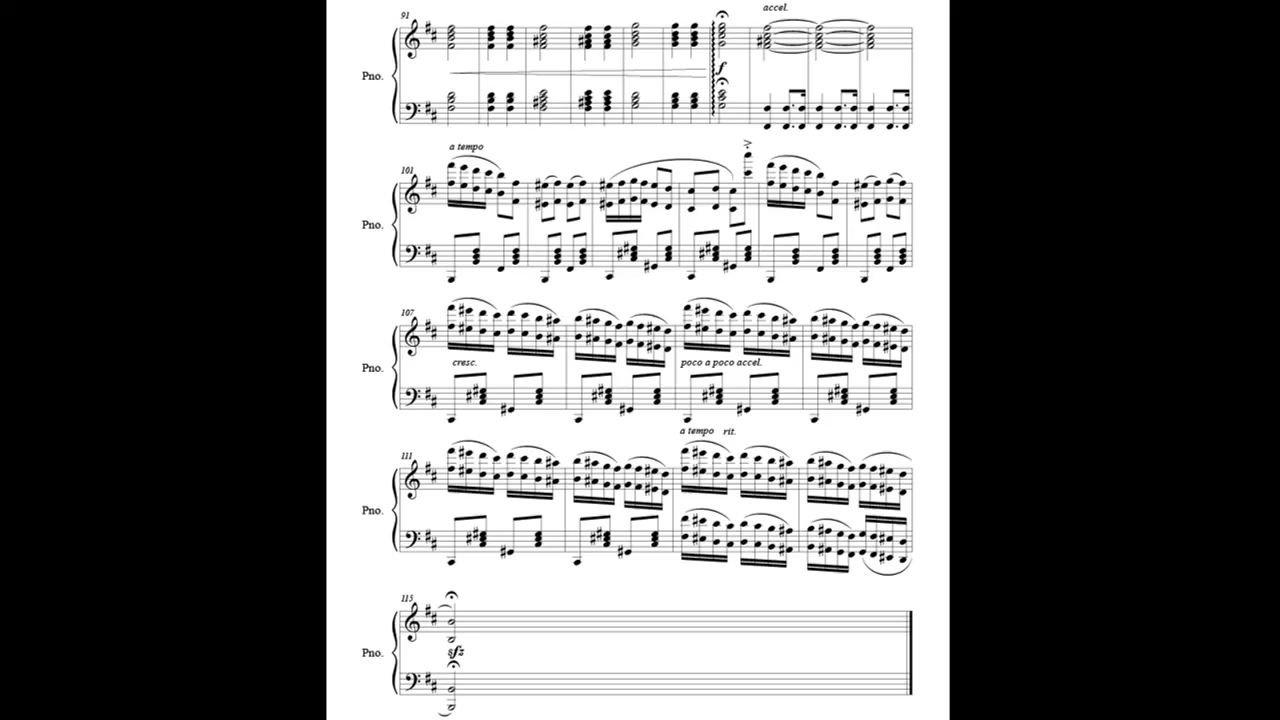 accel.
91
Pno.
f
a tempo
101
Pno.
107
cresc.
poco a poco accel.
Pno.
a tempo rit.
111
Pno.
115
Pno.
sfz